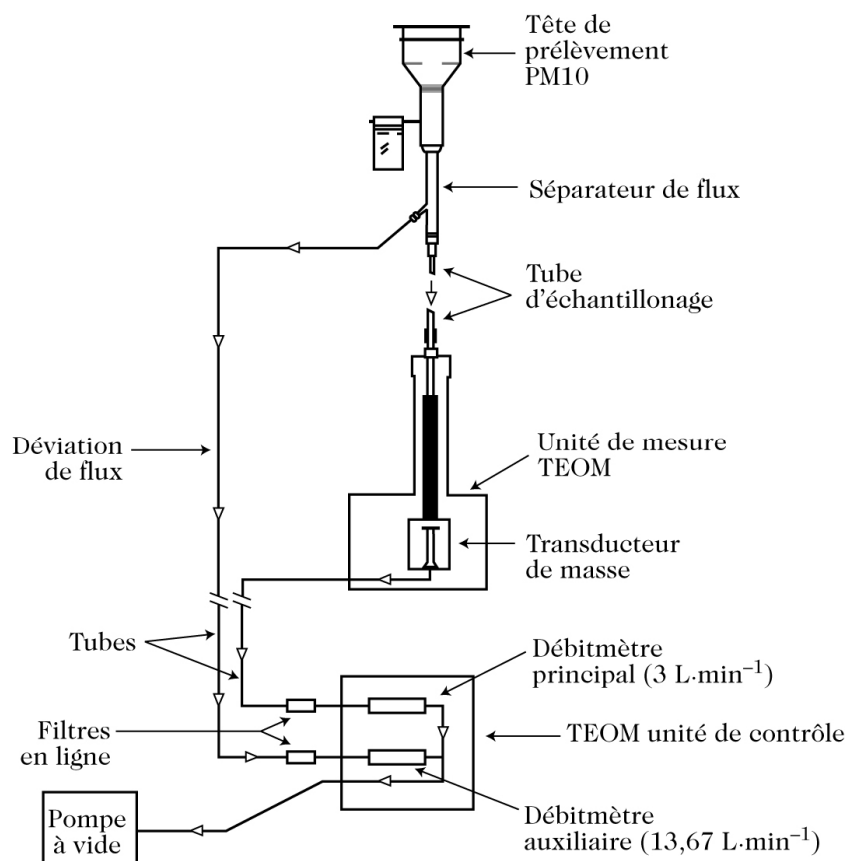 Tête de
prélèvement
PM10
Séparateur de flux
Tube
d'échantillonage
Déviation
de flux
Unité de mesure
TEOM
Transducteur
de masse
Tubes
Débitmètre
principal (3 L·min⁻¹)
Filtres
en ligne
TEOM unité de contrôle
Débitmètre
auxiliaire (13,67 L·min⁻¹)
Pompe
à vide